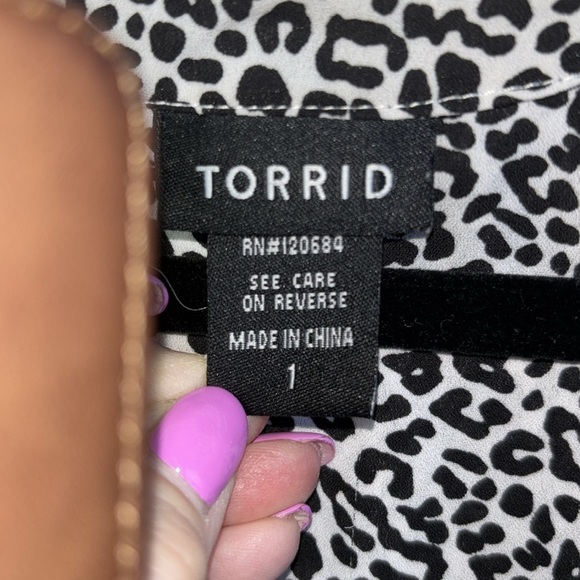 TORRID
RN#120684
SEE CARE
ON REVERSE
MADE IN CHINA
1